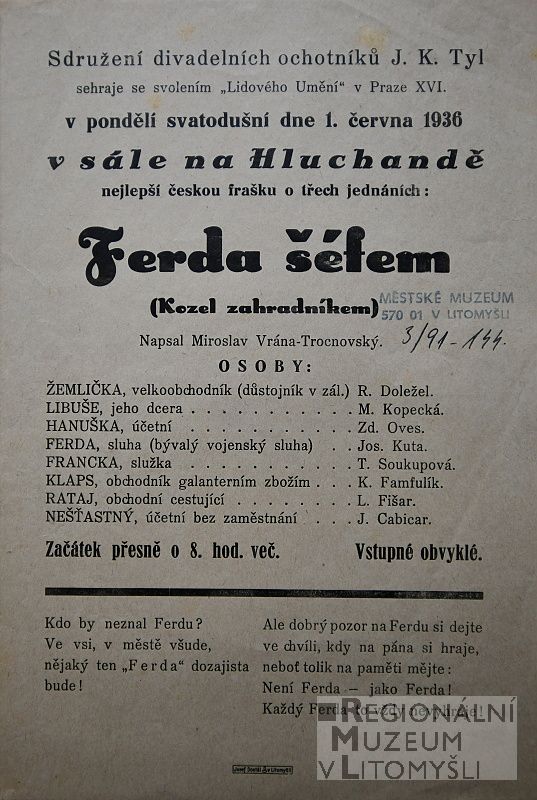 Sdružení divadelních ochotníků J. K. Tyl
sehraje se svolením „Lidového Umění“ v Praze XVI.
v pondělí svatodušní dne 1. června 1936
v sále na Hluchandě
nejlepší českou frašku o třech jednáních:
Ferda šéfem
(Kozel zahradníkem)
MĚSTSKÉ MUZEUM
570 01 V LITOMYŠLI
Napsal Miroslav Vrána-Trocnovský.
3/91-144.
OSOBY:
ŽEMLIČKA, velkoobchodník (důstojník v zál.) R. Doležel.
LIBUŠE, jeho dcera . . . . . . . . . . . M. Kopecká.
HANUŠKA, účetní . . . . . . . . . . . . Zd. Oves.
FERDA, sluha (bývalý vojenský sluha) . . Jos. Kuta.
FRANCKA, služka . . . . . . . . . . . . T. Soukupová.
KLAPS, obchodník galanterním zbožím . . K. Famfulík.
RATAJ, obchodní cestující . . . . . . . . L. Fišar.
NEŠŤASTNÝ, účetní bez zaměstnání . . . J. Cabicar.
Začátek přesně o 8. hod. več. Vstupné obvyklé.
Kdo by neznal Ferdu?
Ve vsi, v městě všude,
nějaký ten „Ferda“ dozajista
bude!
Ale dobrý pozor na Ferdu si dejte
ve chvíli, kdy na pána si hraje,
neboť tolik na paměti mějte:
Není Ferda — jako Ferda!
Každý Ferda to vždy nevyhraje!
REGIONÁLNÍ
MUZEUM
V LITOMYŠLI
Josef Dostál v Litomyšli